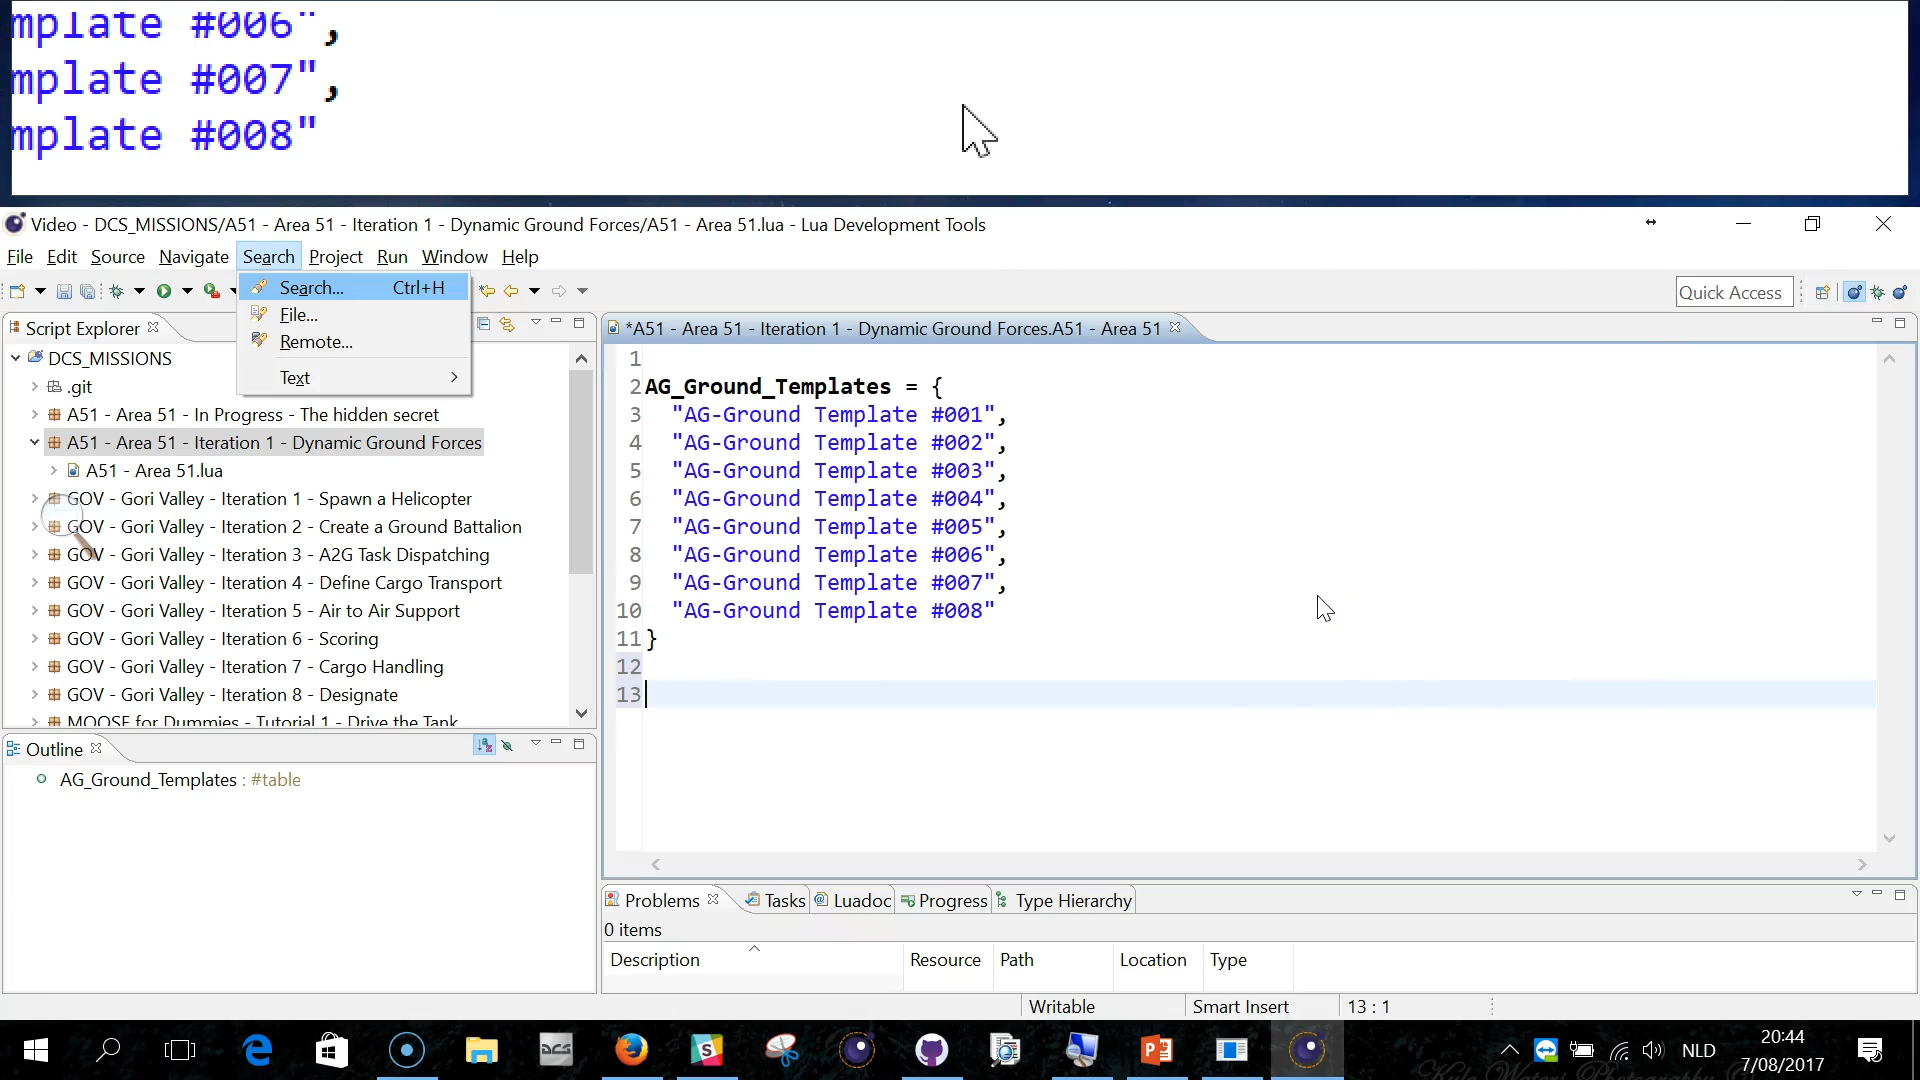 mplate #006",
mplate #007",
mplate #008"
Video - DCS_MISSIONS/A51 - Area 51 - Iteration 1 - Dynamic Ground Forces/A51 - Area 51.lua - Lua Development Tools
File Edit Source Navigate Search Project Run Window Help
Search... Ctrl+H
File...
Remote...
Text
Quick Access
Script Explorer
DCS_MISSIONS
.git
A51 - Area 51 - In Progress - The hidden secret
A51 - Area 51 - Iteration 1 - Dynamic Ground Forces
A51 - Area 51.lua
GOV - Gori Valley - Iteration 1 - Spawn a Helicopter
GOV - Gori Valley - Iteration 2 - Create a Ground Battalion
GOV - Gori Valley - Iteration 3 - A2G Task Dispatching
GOV - Gori Valley - Iteration 4 - Define Cargo Transport
GOV - Gori Valley - Iteration 5 - Air to Air Support
GOV - Gori Valley - Iteration 6 - Scoring
GOV - Gori Valley - Iteration 7 - Cargo Handling
GOV - Gori Valley - Iteration 8 - Designate
MOOSE for Dummies - Tutorial 1 - Drive the Tank
Outline
AG_Ground_Templates : #table
*A51 - Area 51 - Iteration 1 - Dynamic Ground Forces.A51 - Area 51
1
2 AG_Ground_Templates = {
3 "AG-Ground Template #001",
4 "AG-Ground Template #002",
5 "AG-Ground Template #003",
6 "AG-Ground Template #004",
7 "AG-Ground Template #005",
8 "AG-Ground Template #006",
9 "AG-Ground Template #007",
10 "AG-Ground Template #008"
11 }
12
13
Problems Tasks Luadoc Progress Type Hierarchy
0 items
Description Resource Path Location Type
Writable Smart Insert 13 : 1
DCS
NLD
20:44
7/08/2017